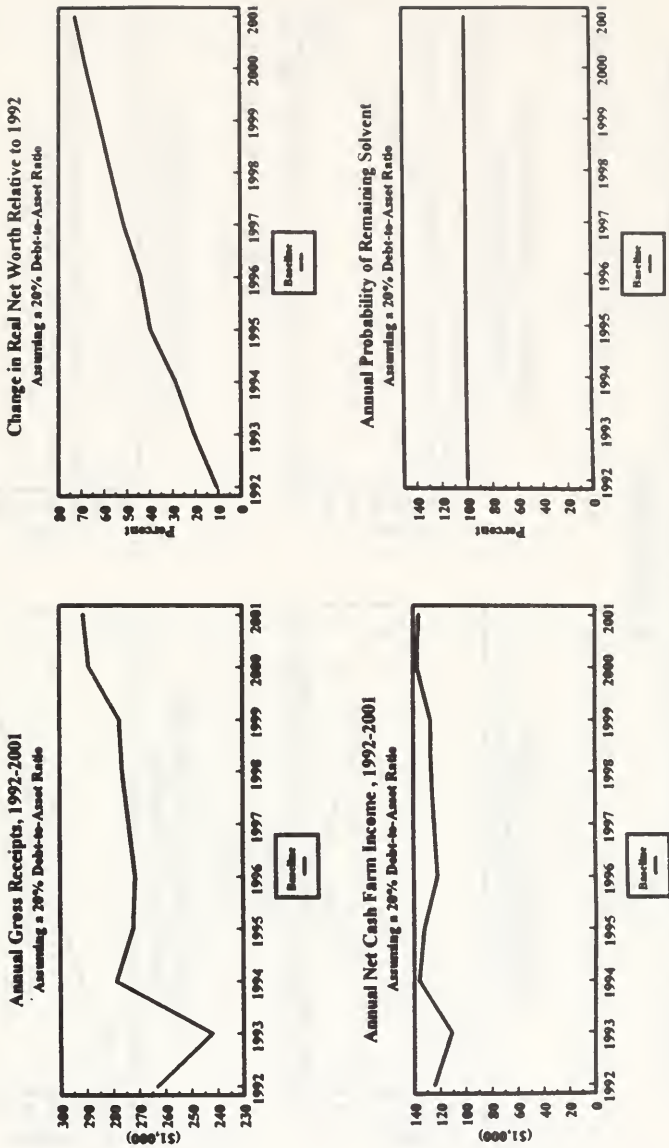 Annual Gross Receipts, 1992-2001
Assuming a 20% Debt-to-Asset Ratio
300
290
280
270
260
250
240
230
($1,000)
1992 1993 1994 1995 1996 1997 1998 1999 2000 2001
Baseline
Change in Real Net Worth Relative to 1992
Assuming a 20% Debt-to-Asset Ratio
80
70
60
50
40
30
20
10
0
Percent
1992 1993 1994 1995 1996 1997 1998 1999 2000 2001
Baseline
Annual Net Cash Farm Income , 1992-2001
Assuming a 20% Debt-to-Asset Ratio
140
120
100
80
60
40
20
0
($1,000)
1992 1993 1994 1995 1996 1997 1998 1999 2000 2001
Baseline
Annual Probability of Remaining Solvent
Assuming a 20% Debt-to-Asset Ratio
140
120
100
80
60
40
20
0
Percent
1992 1993 1994 1995 1996 1997 1998 1999 2000 2001
Baseline